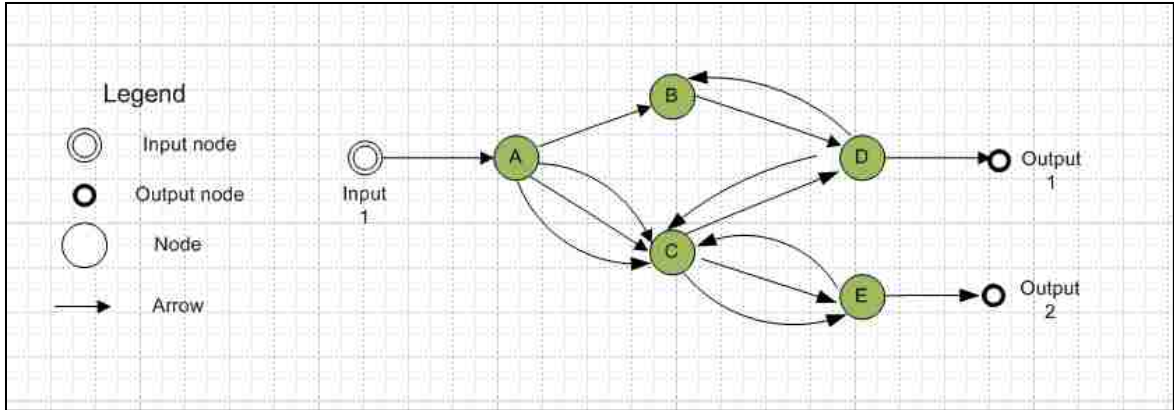 Legend
Input node
Output node
Node
Arrow
Input
1
A
B
C
D
E
Output
1
Output
2